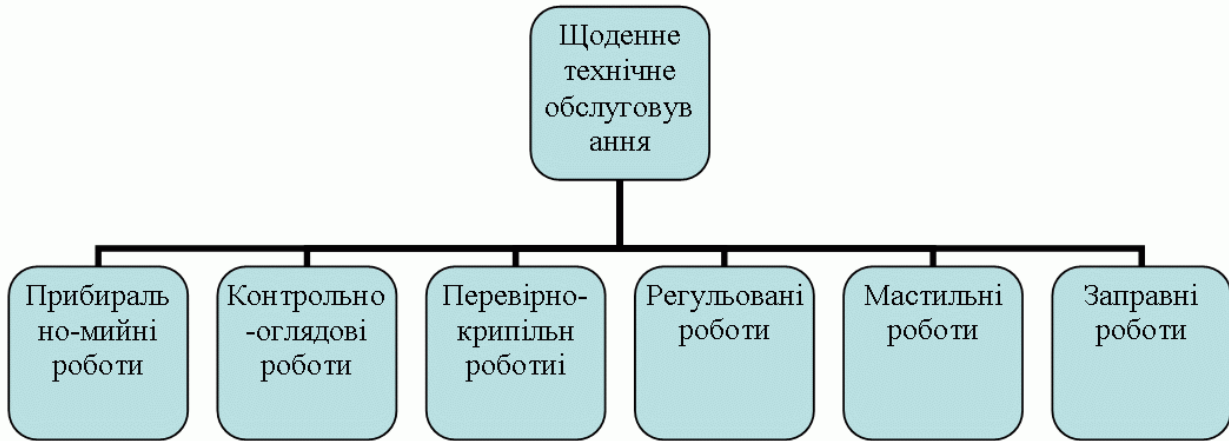 Щоденне
технічне
обслуговув
ання
Прибираль
но-мийні
роботи
Контрольно
-оглядові
роботи
Перевірно-
крипільн
роботиі
Регульовані
роботи
Мастильні
роботи
Заправні
роботи